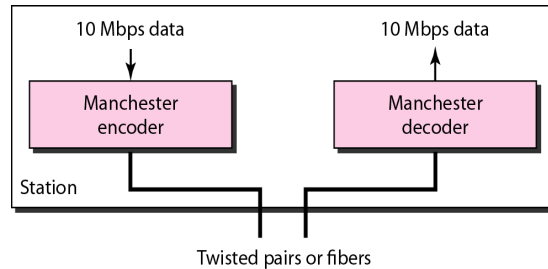 10 Mbps data
10 Mbps data
Manchester
encoder
Manchester
decoder
Station
Twisted pairs or fibers